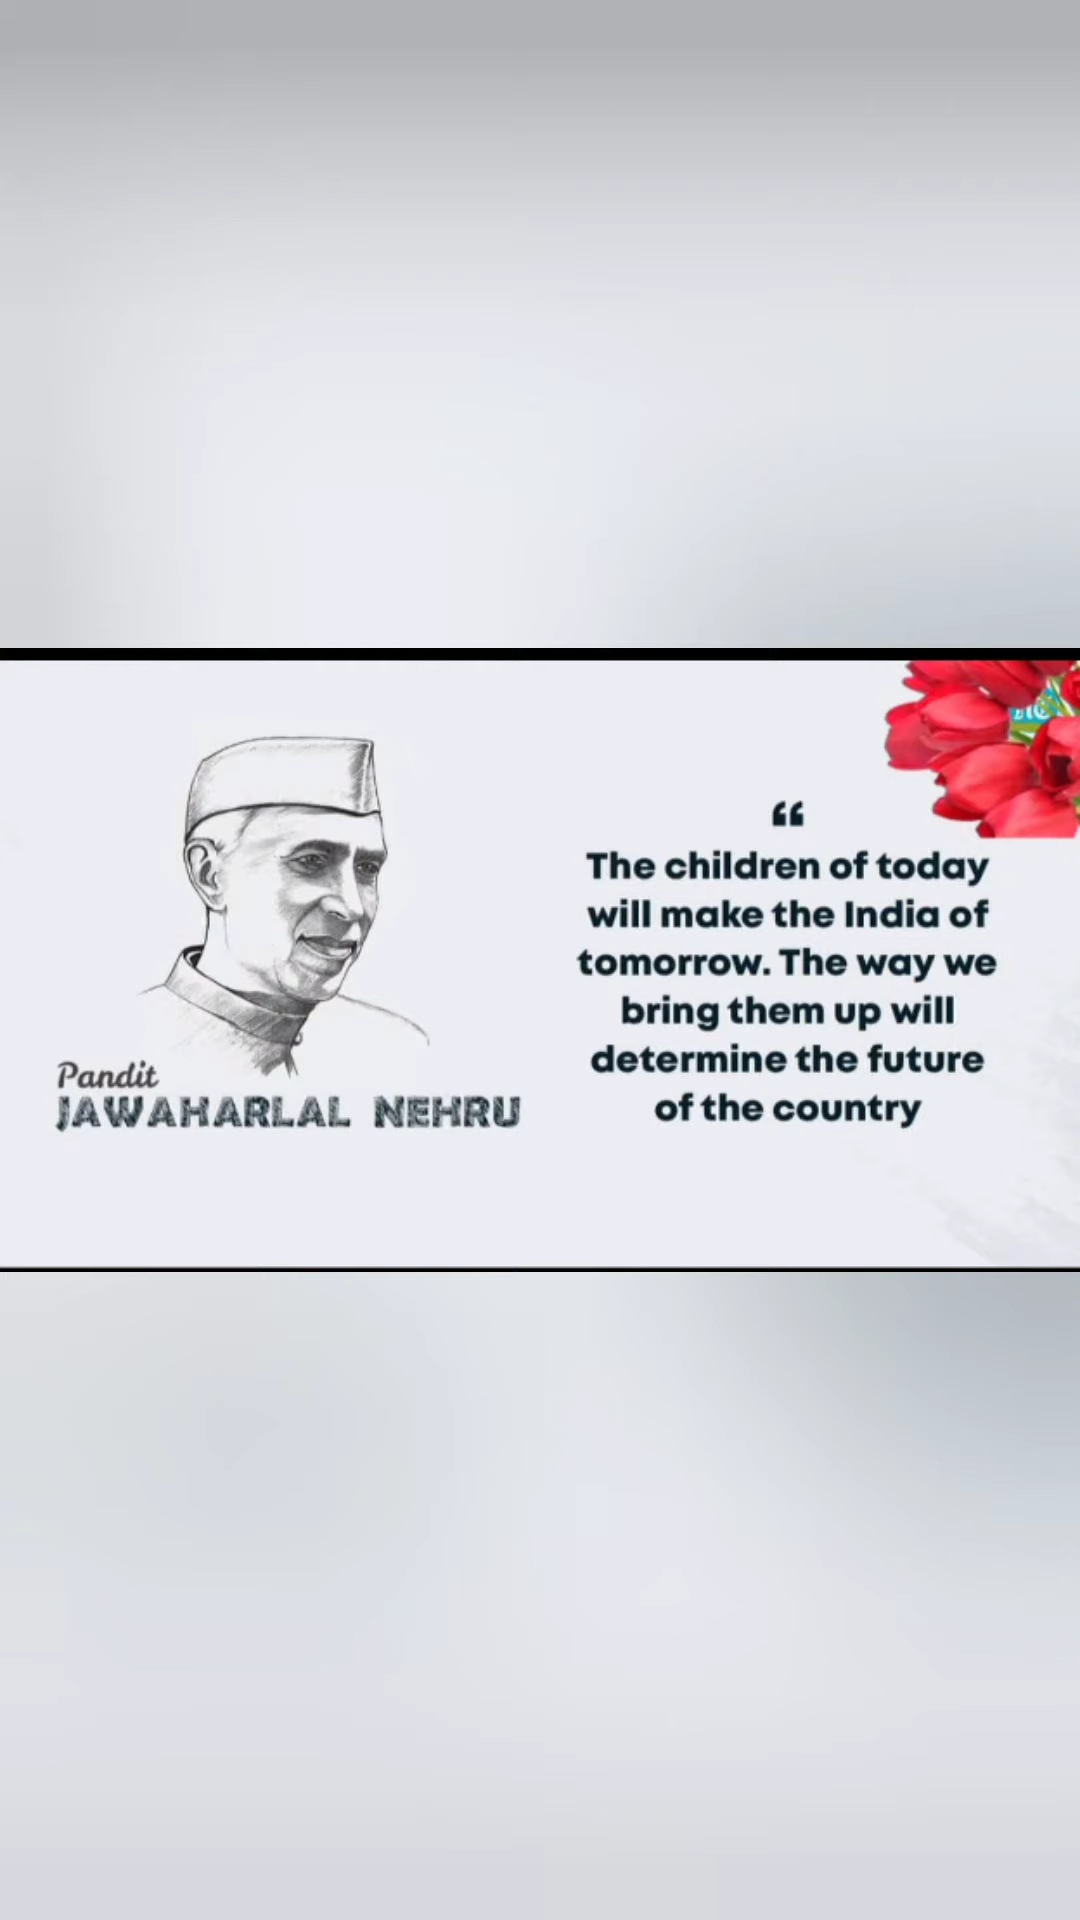 “
The children of today
will make the India of
tomorrow. The way we
bring them up will
determine the future
of the country
Pandit
JAWAHARLAL NEHRU